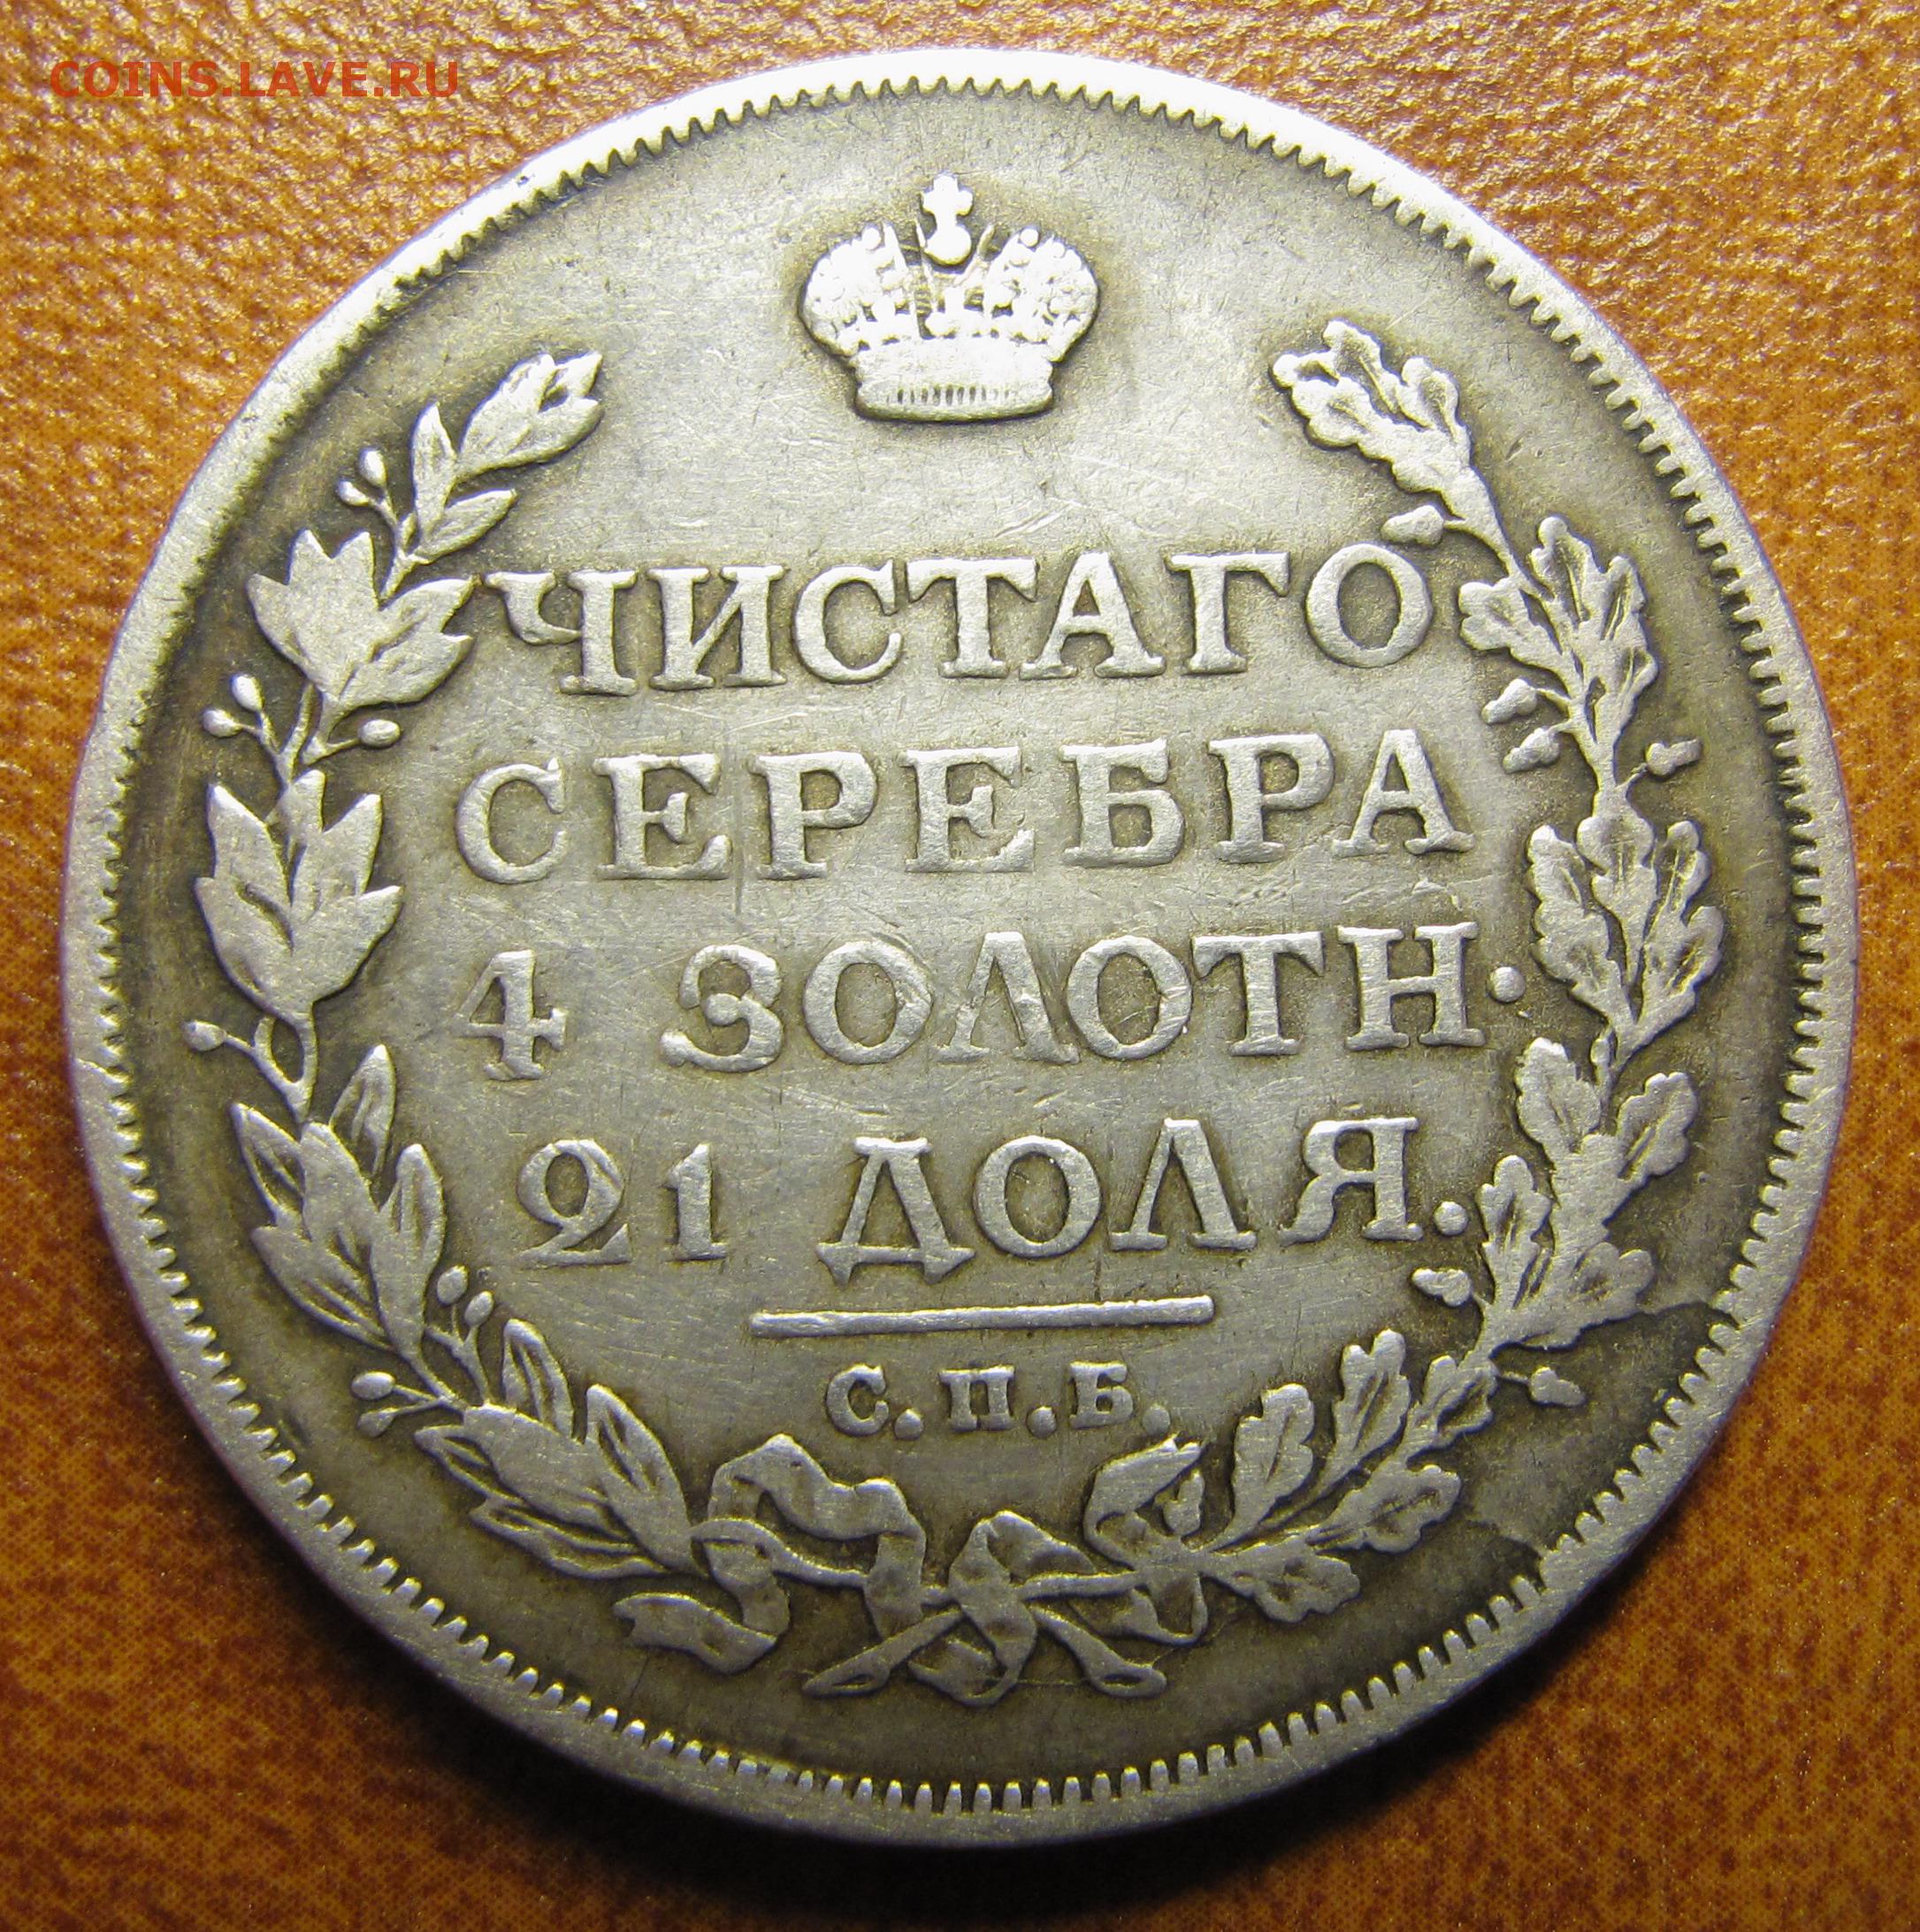 COINS.LAVE.RU
ЧИСТАГО
СЕРЕБРА
4 ЗОЛОТН.
21 ДОЛЯ.
С.П.Б.